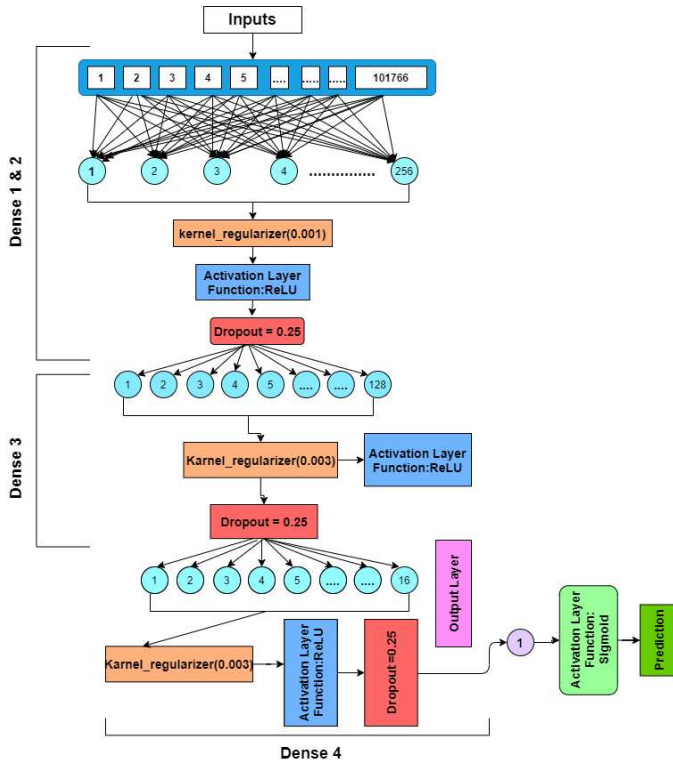 Inputs
1 2 3 4 5 .... ..... ..... 101766
1 2 3 4 ............... 256
kernel_regularizer(0.001)
Activation Layer
Function:ReLU
Dropout = 0.25
Dense 1 & 2
1 2 3 4 5 .... .... 128
Karnel_regularizer(0.003)
Activation Layer
Function:ReLU
Dropout = 0.25
Dense 3
1 2 3 4 5 .... .... 16
Karnel_regularizer(0.003)
Activation Layer
Function:ReLU
Dropout =0.25
Output Layer
1
Activation Layer
Function:
Sigmold
Prediction
Dense 4